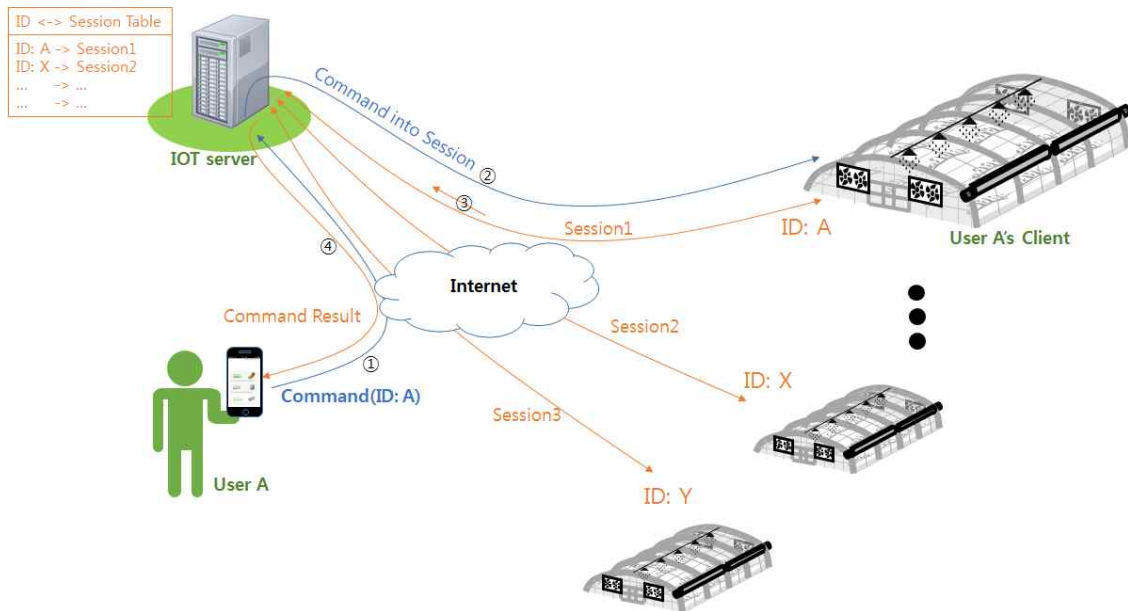 ID <-> Session Table
ID: A -> Session1
ID: X -> Session2
... -> ...
... -> ...
IOT server
Command into Session
②
③
Session1
ID: A
User A's Client
④
Internet
Command Result
Session2
①
Command(ID: A)
ID: X
Session3
User A
ID: Y